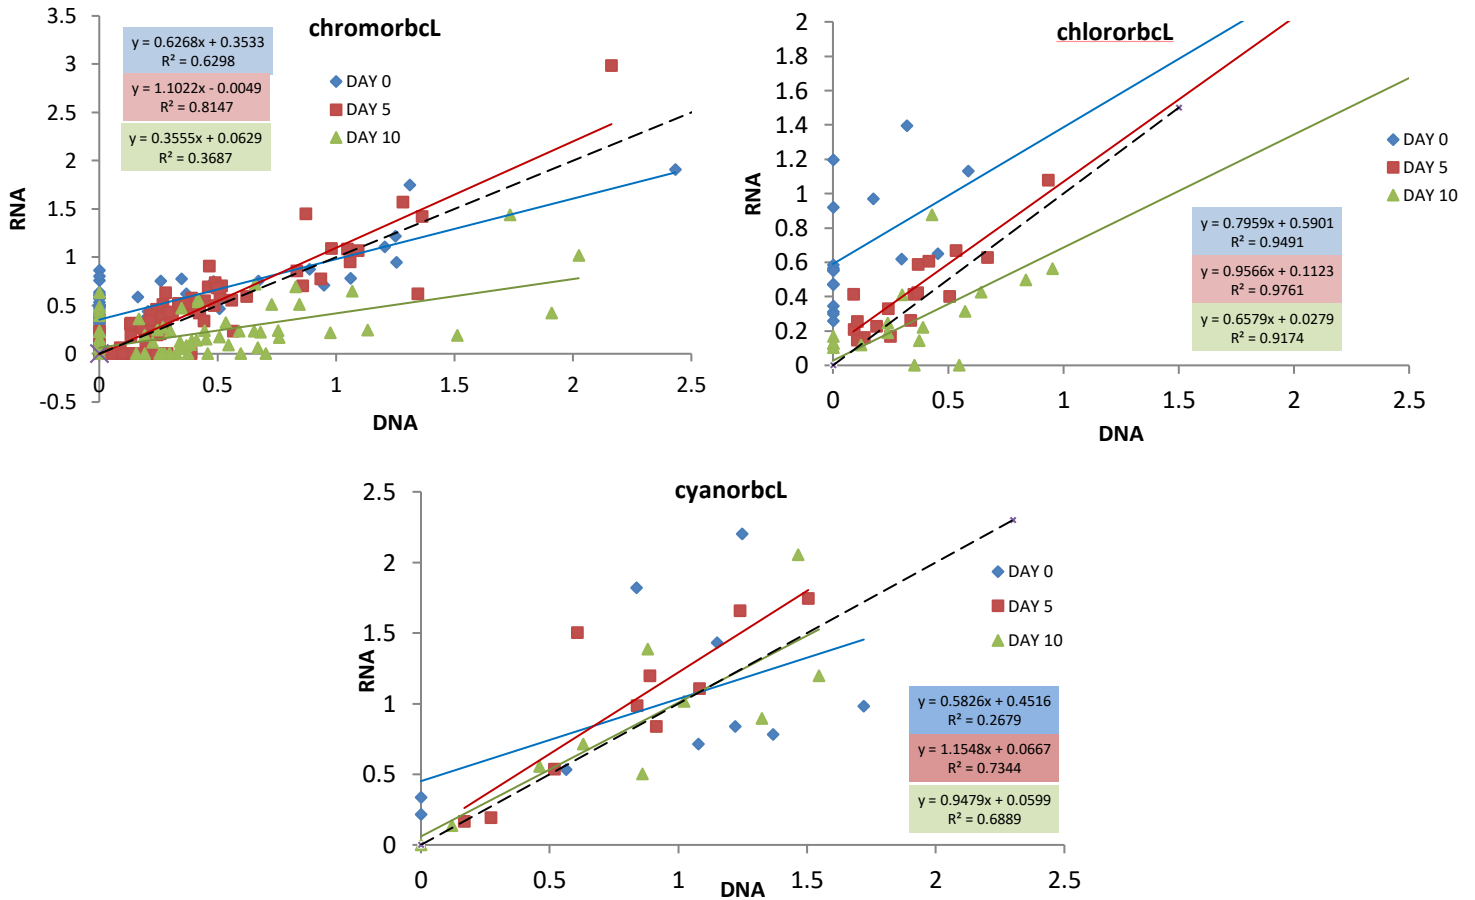 chromorbcL
3.5
3
2.5
2
1.5
1
0.5
0
-0.5
RNA
0
0.5
1
1.5
2
2.5
DNA
y = 0.6268x + 0.3533
R² = 0.6298
y = 1.1022x - 0.0049
R² = 0.8147
y = 0.3555x + 0.0629
R² = 0.3687
DAY 0
DAY 5
DAY 10
chlororbcL
2
1.8
1.6
1.4
1.2
1
0.8
0.6
0.4
0.2
0
RNA
0
0.5
1
1.5
2
2.5
DNA
DAY 0
DAY 5
DAY 10
y = 0.7959x + 0.5901
R² = 0.9491
y = 0.9566x + 0.1123
R² = 0.9761
y = 0.6579x + 0.0279
R² = 0.9174
cyanorbcL
2.5
2
1.5
1
0.5
0
RNA
0
0.5
1
1.5
2
2.5
DNA
DAY 0
DAY 5
DAY 10
y = 0.5826x + 0.4516
R² = 0.2679
y = 1.1548x + 0.0667
R² = 0.7344
y = 0.9479x + 0.0599
R² = 0.6889